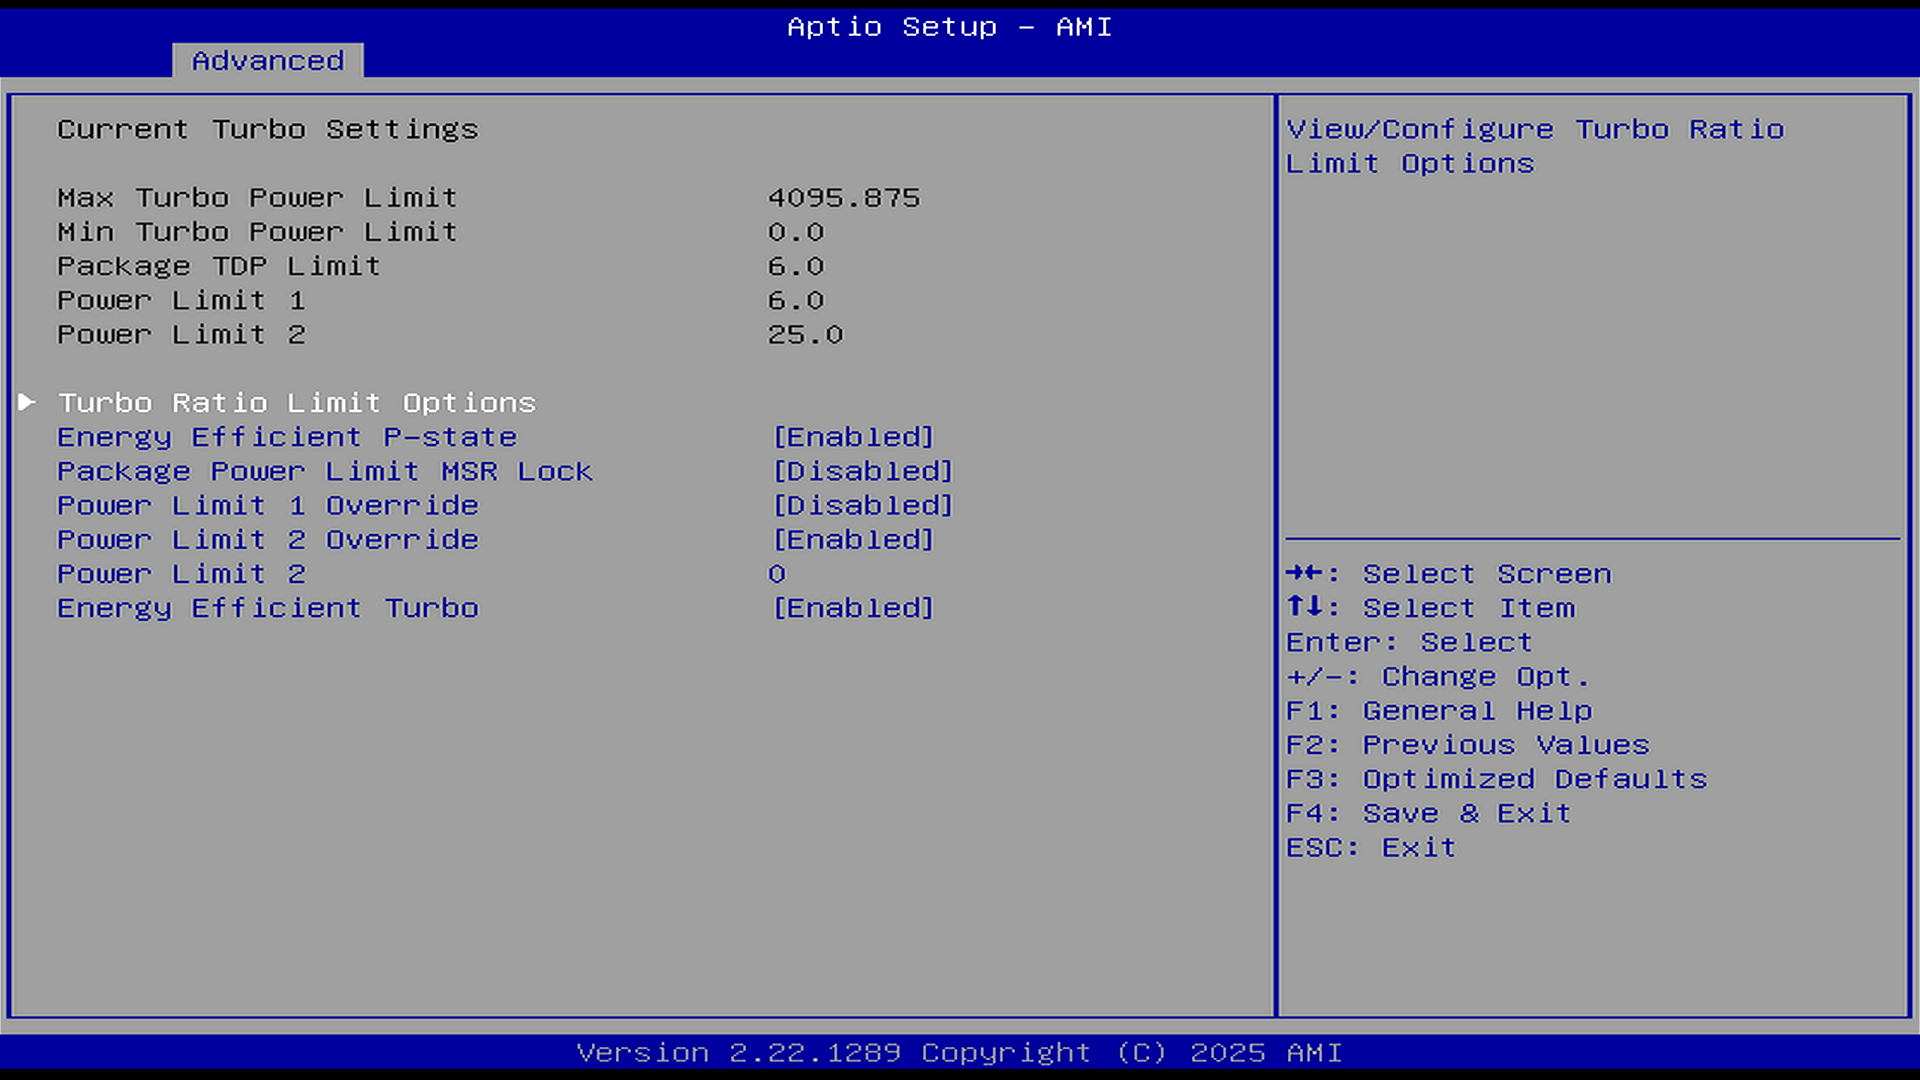 Aptio Setup - AMI
Advanced
Current Turbo Settings
Max Turbo Power Limit 4095.875
Min Turbo Power Limit 0.0
Package TDP Limit 6.0
Power Limit 1 6.0
Power Limit 2 25.0
▶ Turbo Ratio Limit Options
Energy Efficient P-state [Enabled]
Package Power Limit MSR Lock [Disabled]
Power Limit 1 Override [Disabled]
Power Limit 2 Override [Enabled]
Power Limit 2 0
Energy Efficient Turbo [Enabled]
View/Configure Turbo Ratio
Limit Options
→←: Select Screen
↑↓: Select Item
Enter: Select
+/-: Change Opt.
F1: General Help
F2: Previous Values
F3: Optimized Defaults
F4: Save & Exit
ESC: Exit
Version 2.22.1289 Copyright (C) 2025 AMI